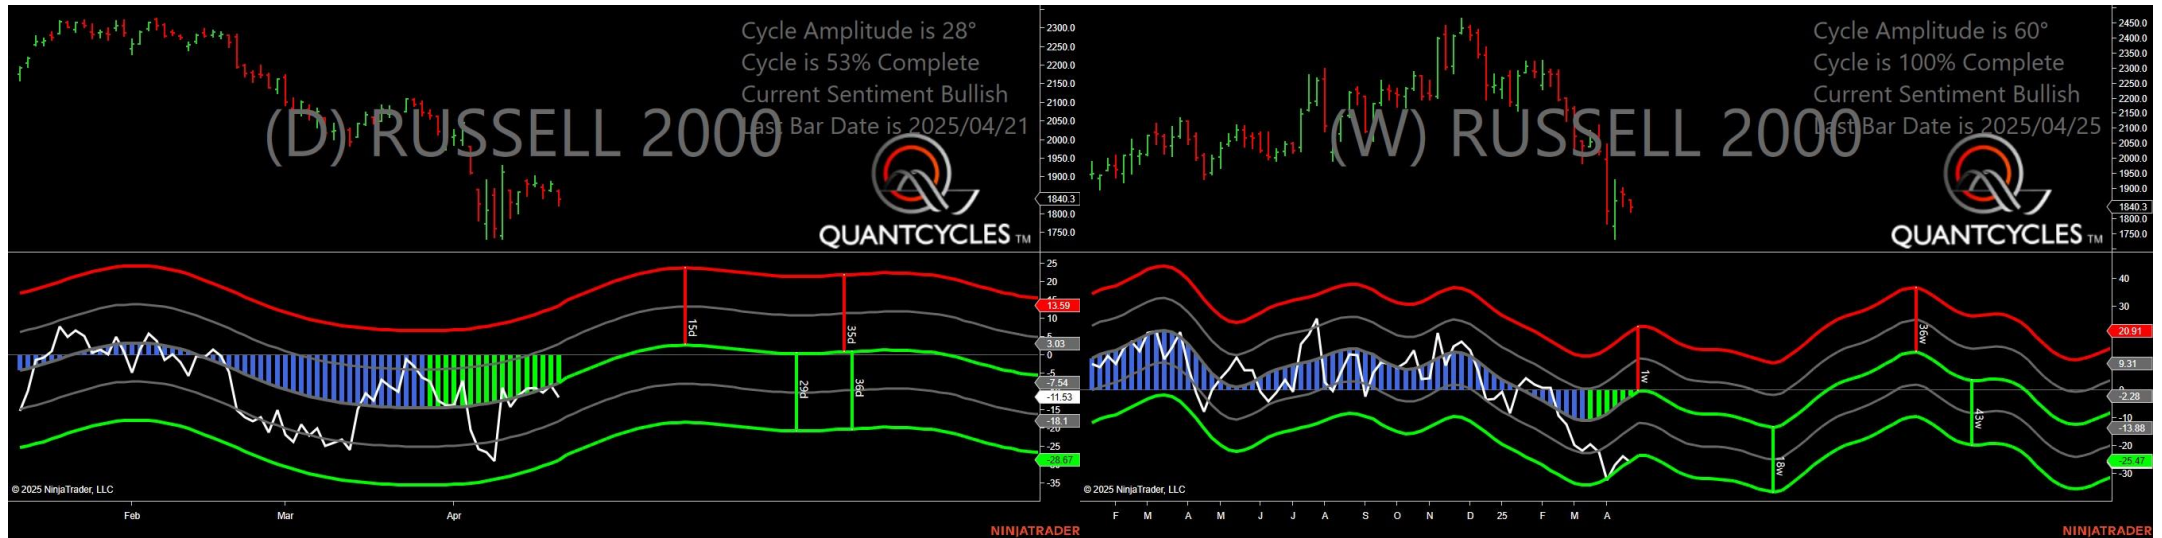 Cycle Amplitude is 28°
Cycle is 53% Complete
Current Sentiment Bullish
Last Bar Date is 2025/04/21
(D) RUSSELL 2000
QUANTCYCLES TM
2300.0
2250.0
2200.0
2150.0
2100.0
2050.0
2000.0
1950.0
1900.0
1840.3
1800.0
1750.0
25
20
13.59
10
5
3.03
0
-5
-7.54
-11.53
-15
-18.1
-20
-25
-28.67
-35
15d
29d
35d
36d
© 2025 NinjaTrader, LLC
Feb Mar Apr
NINJATRADER
Cycle Amplitude is 60°
Cycle is 100% Complete
Current Sentiment Bullish
Last Bar Date is 2025/04/25
(W) RUSSELL 2000
QUANTCYCLES TM
2450.0
2400.0
2350.0
2300.0
2250.0
2200.0
2150.0
2100.0
2050.0
2000.0
1950.0
1900.0
1840.3
1800.0
1750.0
40
30
20.91
9.31
0
-2.28
-10
-13.88
-20
-25.47
-30
1w
18w
36w
43w
© 2025 NinjaTrader, LLC
F M A M J J A S O N D 25 F M A
NINJATRADER